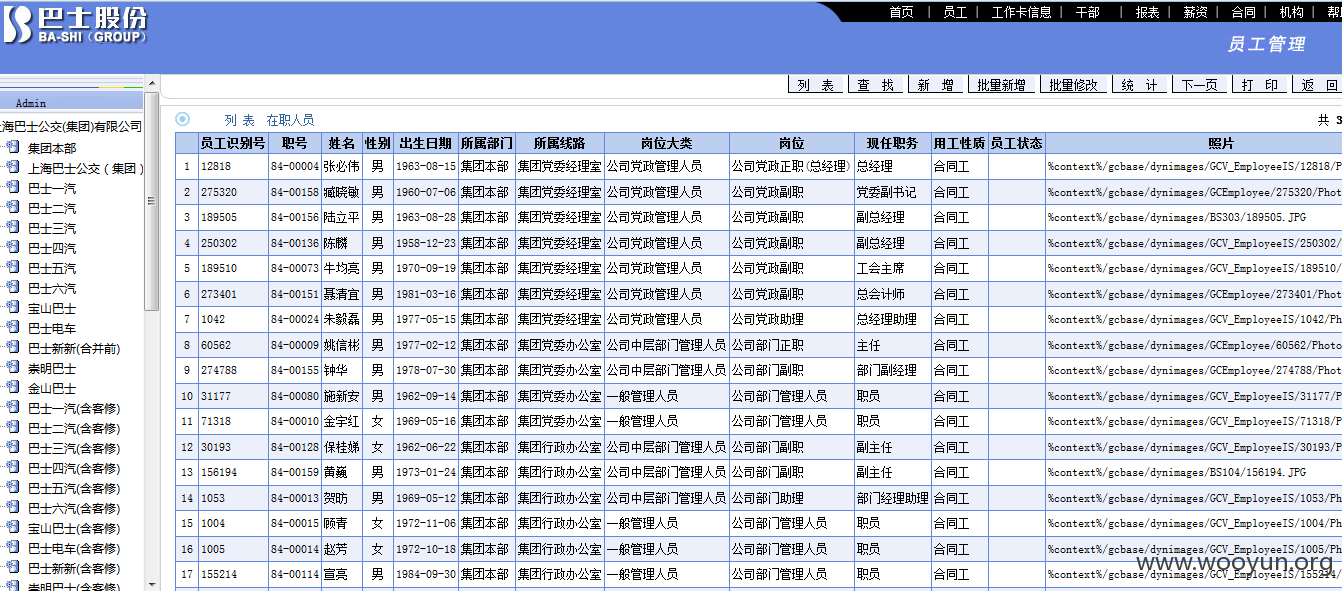 巴士股份
BA-SHI (GROUP)
首页 | 员工 | 工作卡信息 | 干部 | 报表 | 薪资 | 合同 | 机构 | 帮
员工管理
列 表 查 找 新 增 批量新增 批量修改 统 计 下一页 打 印 返 回
Admin
上海巴士公交(集团)有限公司
集团本部
上海巴士公交（集团）
巴士一汽
巴士二汽
巴士三汽
巴士四汽
巴士五汽
巴士六汽
宝山巴士
巴士电车
巴士新新(合并前)
崇明巴士
金山巴士
巴士一汽(含客修)
巴士二汽(含客修)
巴士三汽(含客修)
巴士四汽(含客修)
巴士五汽(含客修)
巴士六汽(含客修)
宝山巴士(含客修)
巴士电车(含客修)
巴士新新(含客修)
崇明巴士(含客修)
列 表 在职人员 共 3
员工识别号 职号 姓名 性别 出生日期 所属部门 所属线路 岗位大类 岗位 现任职务 用工性质 员工状态 照片
1 12818 84-00004 张必伟 男 1963-08-15 集团本部 集团党委经理室 公司党政管理人员 公司党政正职(总经理) 总经理 合同工 %context%/gcbase/dynimages/GCV_EmployeeIS/12818/P
2 275320 84-00158 臧晓敏 男 1960-07-06 集团本部 集团党委经理室 公司党政管理人员 公司党政副职 党委副书记 合同工 %context%/gcbase/dynimages/GCEmployee/275320/Phot
3 189505 84-00156 陆立平 男 1963-08-28 集团本部 集团党委经理室 公司党政管理人员 公司党政副职 副总经理 合同工 %context%/gcbase/dynimages/BS303/189505.JPG
4 250302 84-00136 陈麟 男 1958-12-23 集团本部 集团党委经理室 公司党政管理人员 公司党政副职 副总经理 合同工 %context%/gcbase/dynimages/GCV_EmployeeIS/250302/
5 189510 84-00073 牛均亮 男 1970-09-19 集团本部 集团党委经理室 公司党政管理人员 公司党政副职 工会主席 合同工 %context%/gcbase/dynimages/GCV_EmployeeIS/189510/
6 273401 84-00151 聂清宜 男 1981-03-16 集团本部 集团党委经理室 公司党政管理人员 公司党政副职 总会计师 合同工 %context%/gcbase/dynimages/GCEmployee/273401/Phot
7 1042 84-00024 朱毅磊 男 1977-05-15 集团本部 集团党委经理室 公司党政管理人员 公司党政助理 总经理助理 合同工 %context%/gcbase/dynimages/GCV_EmployeeIS/1042/Ph
8 60562 84-00009 姚信彬 男 1977-02-12 集团本部 集团党委办公室 公司中层部门管理人员 公司部门正职 主任 合同工 %context%/gcbase/dynimages/GCEmployee/60562/Photo
9 274788 84-00155 钟华 男 1978-07-30 集团本部 集团党委办公室 公司中层部门管理人员 公司部门副职 部门副经理 合同工 %context%/gcbase/dynimages/GCEmployee/274788/Phot
10 31177 84-00080 施新安 男 1962-09-14 集团本部 集团党委办公室 一般管理人员 公司部门管理人员 职员 合同工 %context%/gcbase/dynimages/GCV_EmployeeIS/31177/P
11 71318 84-00010 金宇红 女 1969-05-16 集团本部 集团党委办公室 一般管理人员 公司部门管理人员 职员 合同工 %context%/gcbase/dynimages/GCV_EmployeeIS/71318/P
12 30193 84-00128 保桂娣 女 1962-06-22 集团本部 集团行政办公室 公司中层部门管理人员 公司部门副职 副主任 合同工 %context%/gcbase/dynimages/GCV_EmployeeIS/30193/P
13 156194 84-00159 黄巍 男 1973-01-24 集团本部 集团行政办公室 公司中层部门管理人员 公司部门副职 副主任 合同工 %context%/gcbase/dynimages/BS104/156194.JPG
14 1053 84-00013 贺昉 男 1969-05-12 集团本部 集团行政办公室 公司中层部门管理人员 公司部门助理 部门经理助理 合同工 %context%/gcbase/dynimages/GCV_EmployeeIS/1053/Ph
15 1004 84-00015 顾青 女 1972-11-06 集团本部 集团行政办公室 一般管理人员 公司部门管理人员 职员 合同工 %context%/gcbase/dynimages/GCV_EmployeeIS/1004/Ph
16 1005 84-00014 赵芳 女 1972-10-18 集团本部 集团行政办公室 一般管理人员 公司部门管理人员 职员 合同工 %context%/gcbase/dynimages/GCV_EmployeeIS/1005/Ph
17 155214 84-00114 宣亮 男 1984-09-30 集团本部 集团行政办公室 一般管理人员 公司部门管理人员 职员 合同工 %context%/gcbase/dynimages/GCV_EmployeeIS/155214/
www.wooyun.org